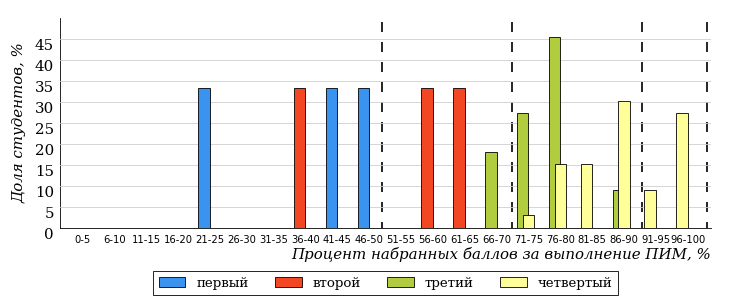 Доля студентов, %
45
40
35
30
25
20
15
10
5
0
0-5 6-10 11-15 16-20 21-25 26-30 31-35 36-40 41-45 46-50 51-55 56-60 61-65 66-70 71-75 76-80 81-85 86-90 91-95 96-100
Процент набранных баллов за выполнение ПИМ, %
первый второй третий четвертый